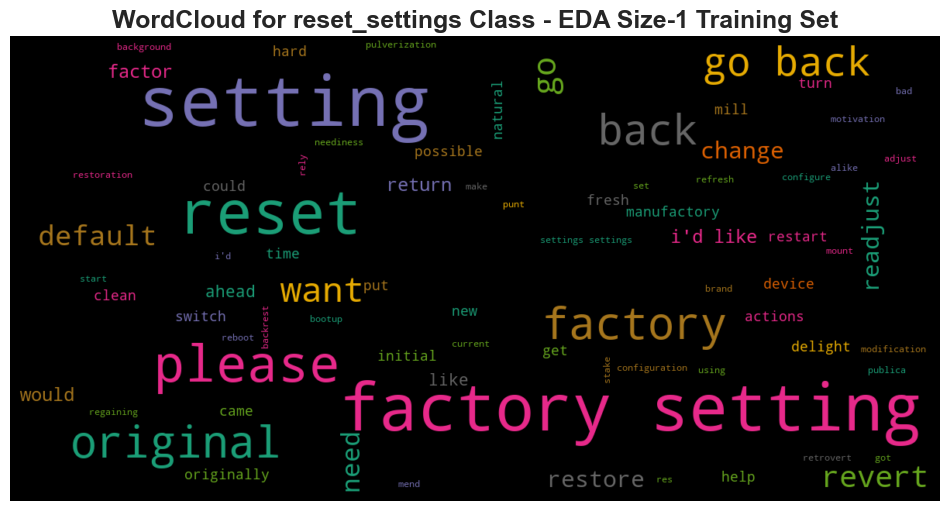 WordCloud for reset_settings Class - EDA Size-1 Training Set
background
hard
pulverization
factor
setting
natural
go
go back
turn
bad
mill
motivation
neediness
back
change
possible
rely
alike
adjust
restoration
could
return
make
set
refresh
configure
reset
punt
fresh
manufactory
readjust
default
i'd like
restart
settings settings
i'd
time
mount
start
clean
ahead
want
put
brand
device
switch
bootup
new
factory
actions
reboot
backrest
current
initial
get
delight
modification
please
stake
configuration
using
publica
like
would
factory setting
regaining
came
original
need
originally
restore
res
help
retrovert
got
revert
mend